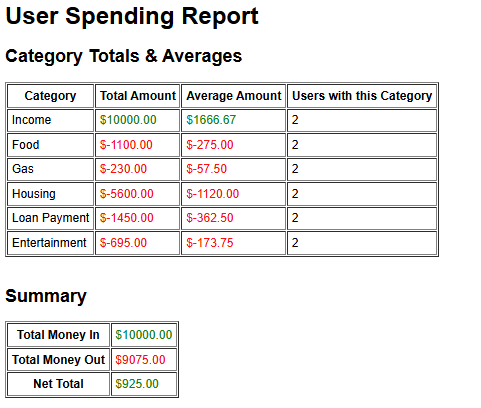 User Spending Report
Category Totals & Averages
Category Total Amount Average Amount Users with this Category
Income $10000.00 $1666.67 2
Food $-1100.00 $-275.00 2
Gas $-230.00 $-57.50 2
Housing $-5600.00 $-1120.00 2
Loan Payment $-1450.00 $-362.50 2
Entertainment $-695.00 $-173.75 2
Summary
Total Money In $10000.00
Total Money Out $9075.00
Net Total $925.00